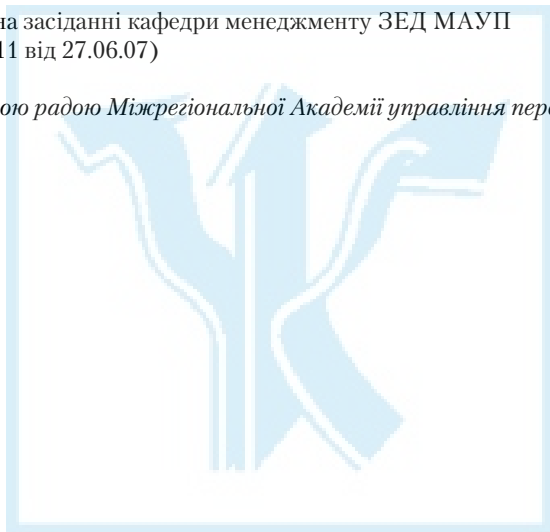 на засіданні кафедри менеджменту ЗЕД МАУП
11 від 27.06.07)
ою радою Міжрегіональної Академії управління пер